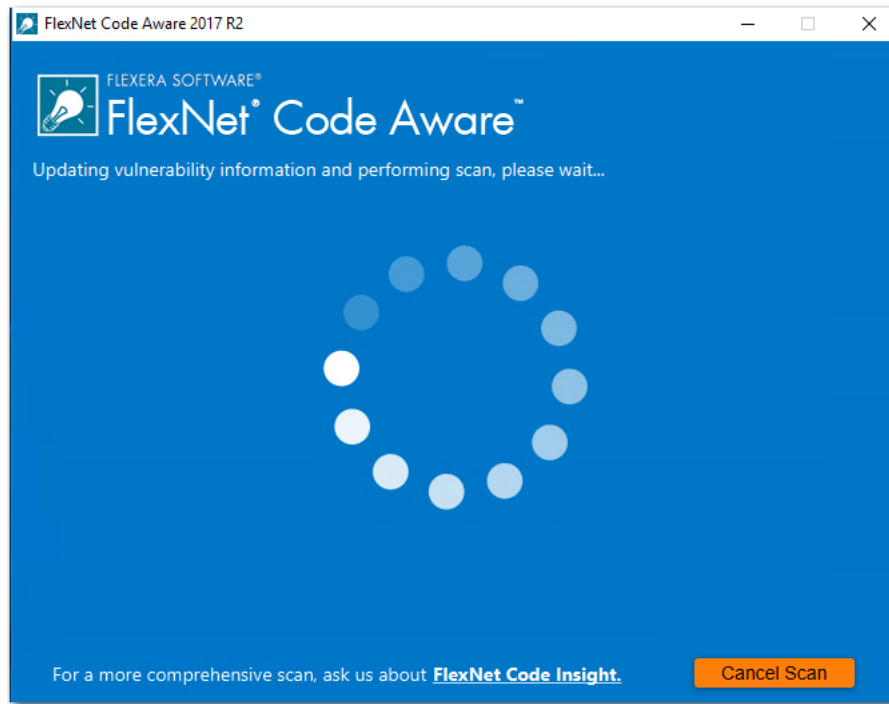 FlexNet Code Aware 2017 R2
FLEXERA SOFTWARE®
FlexNet® Code Aware™
Updating vulnerability information and performing scan, please wait...
For a more comprehensive scan, ask us about FlexNet Code Insight.
Cancel Scan